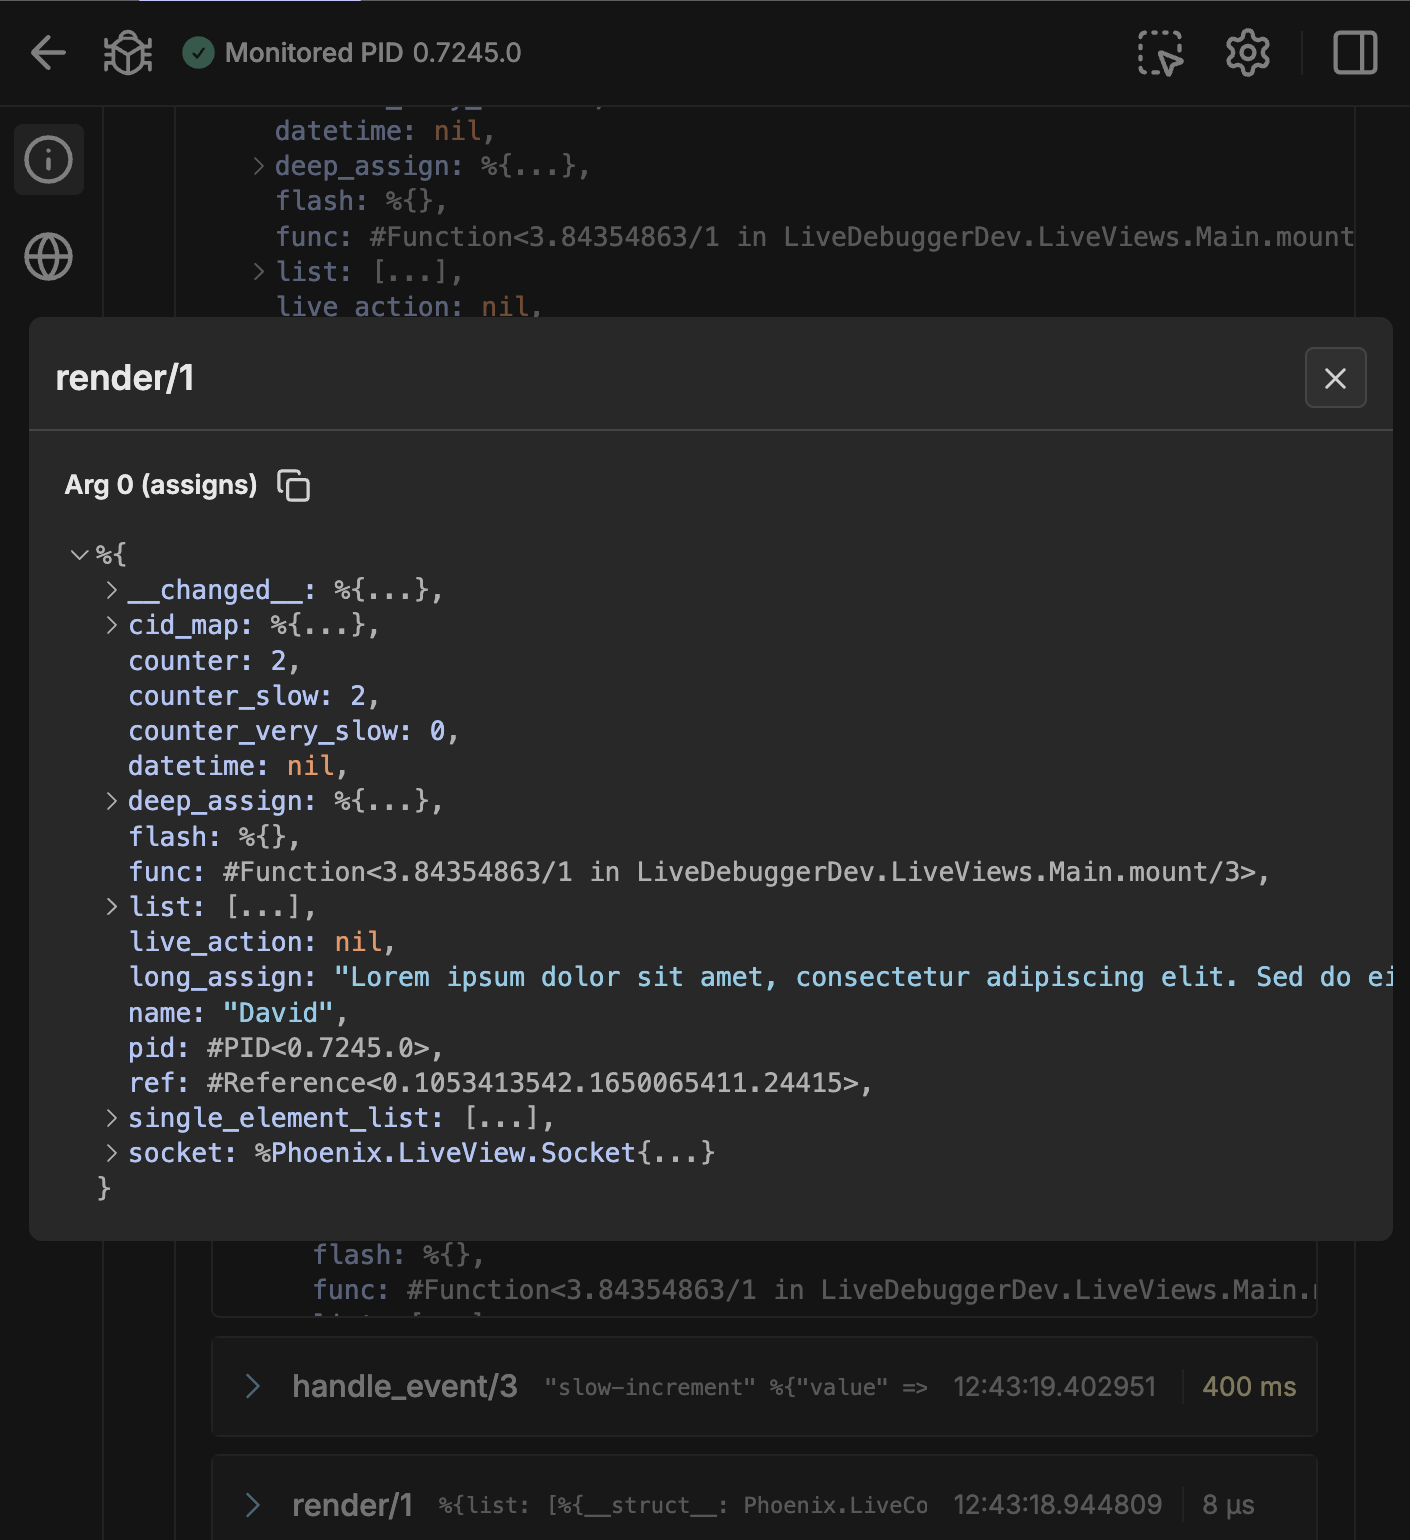 Monitored PID 0.7245.0
datetime: nil,
deep_assign: %{...},
flash: %{},
func: #Function<3.84354863/1 in LiveDebuggerDev.LiveViews.Main.mount
list: [...],
live_action: nil,
render/1
Arg 0 (assigns)
%{
__changed__: %{...},
cid_map: %{...},
counter: 2,
counter_slow: 2,
counter_very_slow: 0,
datetime: nil,
deep_assign: %{...},
flash: %{},
func: #Function<3.84354863/1 in LiveDebuggerDev.LiveViews.Main.mount/3>,
list: [...],
live_action: nil,
long_assign: "Lorem ipsum dolor sit amet, consectetur adipiscing elit. Sed do ei
name: "David",
pid: #PID<0.7245.0>,
ref: #Reference<0.1053413542.1650065411.24415>,
single_element_list: [...],
socket: %Phoenix.LiveView.Socket{...}
}
flash: %{},
func: #Function<3.84354863/1 in LiveDebuggerDev.LiveViews.Main.
handle_event/3 "slow-increment" %{"value" => 12:43:19.402951 400 ms
render/1 %{list: [%{__struct__: Phoenix.LiveCo 12:43:18.944809 8 µs